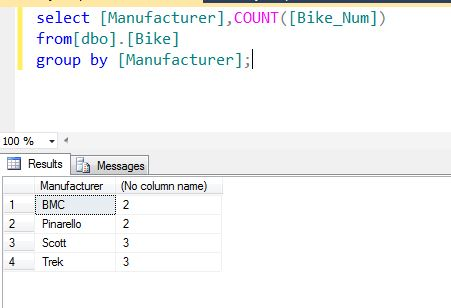 select [Manufacturer],COUNT([Bike_Num])
from[dbo].[Bike]
group by [Manufacturer];
100 %
Results Messages
Manufacturer (No column name)
1 BMC 2
2 Pinarello 2
3 Scott 3
4 Trek 3